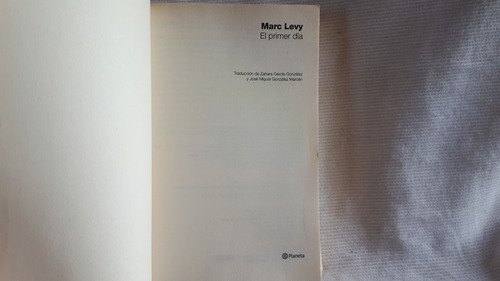 Marc Levy
El primer día
Traducción de Zahara García González
y José Miguel González Marcén
Planeta